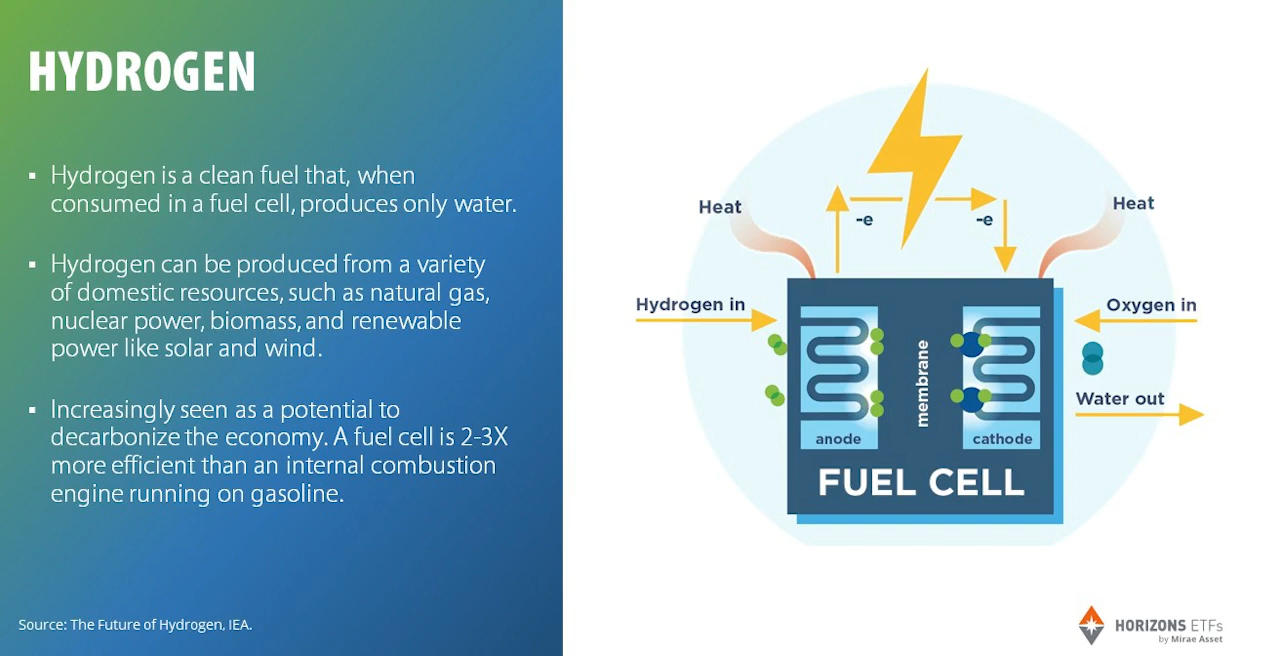 HYDROGEN
▪ Hydrogen is a clean fuel that, when
consumed in a fuel cell, produces only water.
▪ Hydrogen can be produced from a variety
of domestic resources, such as natural gas,
nuclear power, biomass, and renewable
power like solar and wind.
▪ Increasingly seen as a potential to
decarbonize the economy. A fuel cell is 2-3X
more efficient than an internal combustion
engine running on gasoline.
Source: The Future of Hydrogen, IEA.
Heat
-e
-e
Heat
Hydrogen in
Oxygen in
membrane
Water out
anode
cathode
FUEL CELL
HORIZONS ETFs
by Mirae Asset